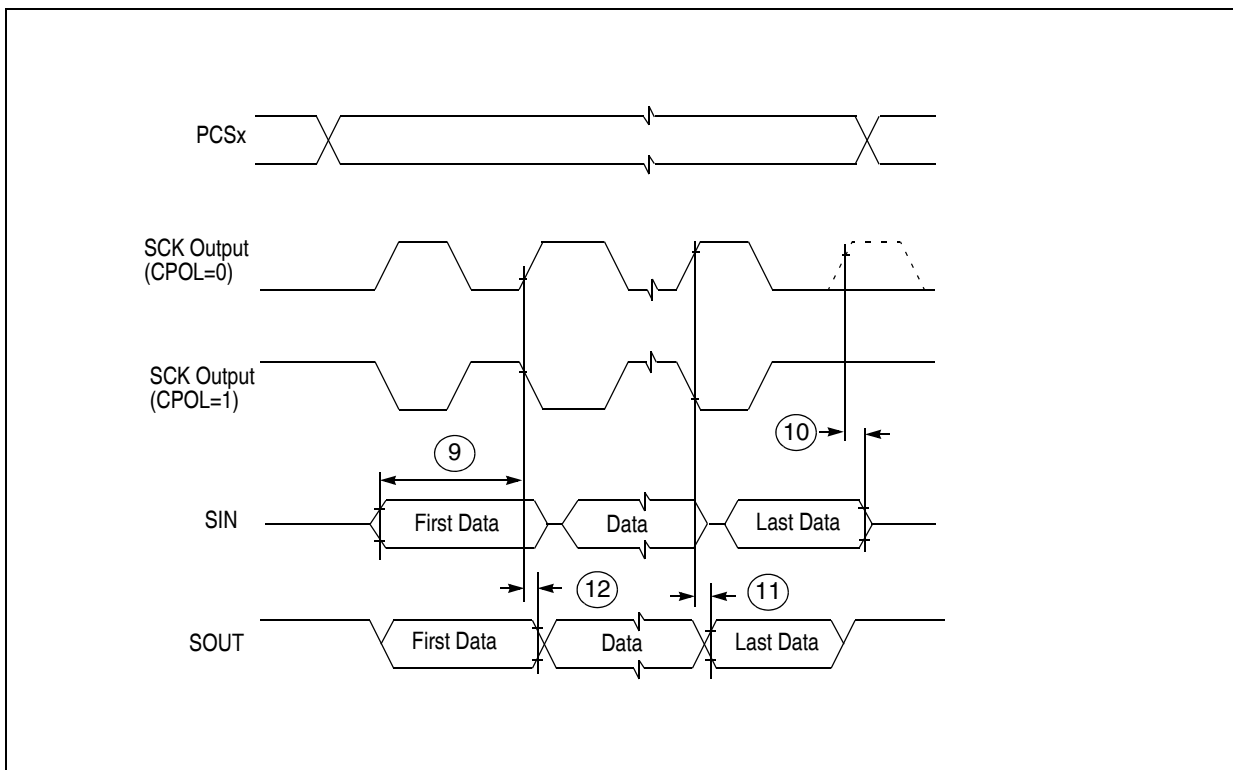 PCSx
SCK Output
(CPOL=0)
SCK Output
(CPOL=1)
10
9
SIN
First Data
Data
Last Data
12
11
SOUT
First Data
Data
Last Data